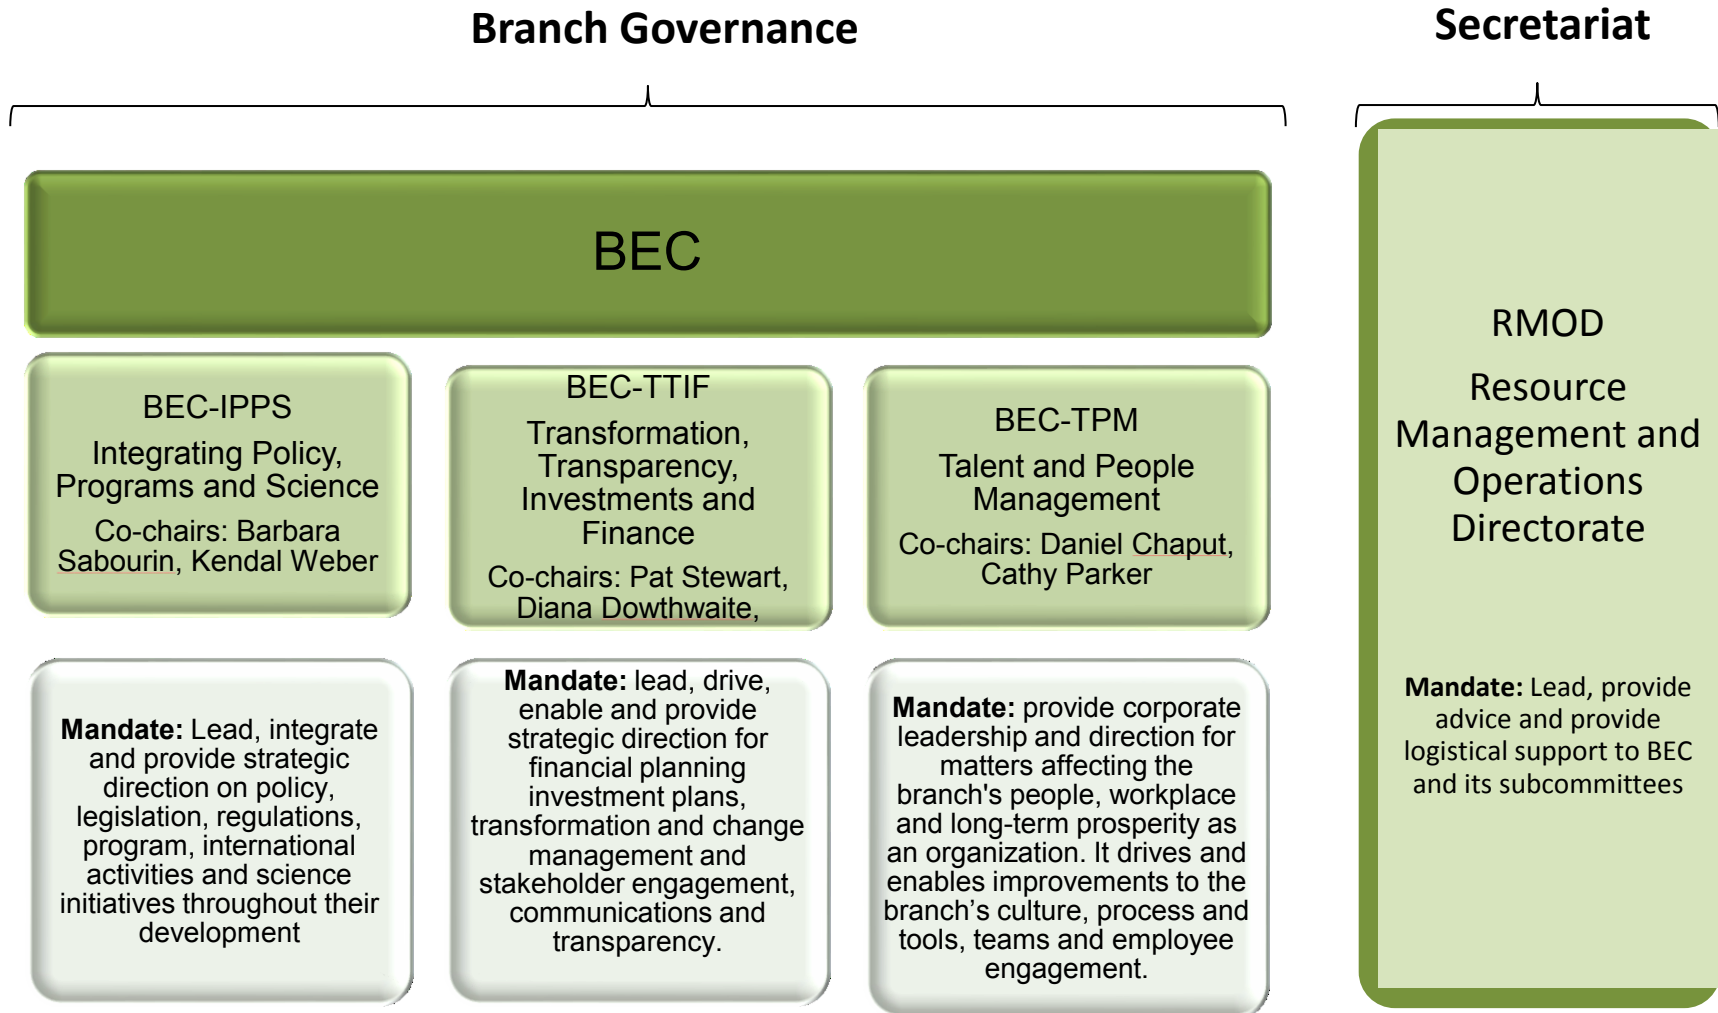 Branch Governance
Secretariat
BEC
BEC-IPPS
Integrating Policy,
Programs and Science
Co-chairs: Barbara
Sabourin, Kendal Weber
BEC-TTIF
Transformation,
Transparency,
Investments and
Finance
Co-chairs: Pat Stewart,
Diana Dowthwaite,
BEC-TPM
Talent and People
Management
Co-chairs: Daniel Chaput,
Cathy Parker
Mandate: Lead, integrate
and provide strategic
direction on policy,
legislation, regulations,
program, international
activities and science
initiatives throughout their
development
Mandate: lead, drive,
enable and provide
strategic direction for
financial planning
investment plans,
transformation and change
management and
stakeholder engagement,
communications and
transparency.
Mandate: provide corporate
leadership and direction for
matters affecting the
branch's people, workplace
and long-term prosperity as
an organization. It drives and
enables improvements to the
branch’s culture, process and
tools, teams and employee
engagement.
RMOD
Resource
Management and
Operations
Directorate
Mandate: Lead, provide
advice and provide
logistical support to BEC
and its subcommittees